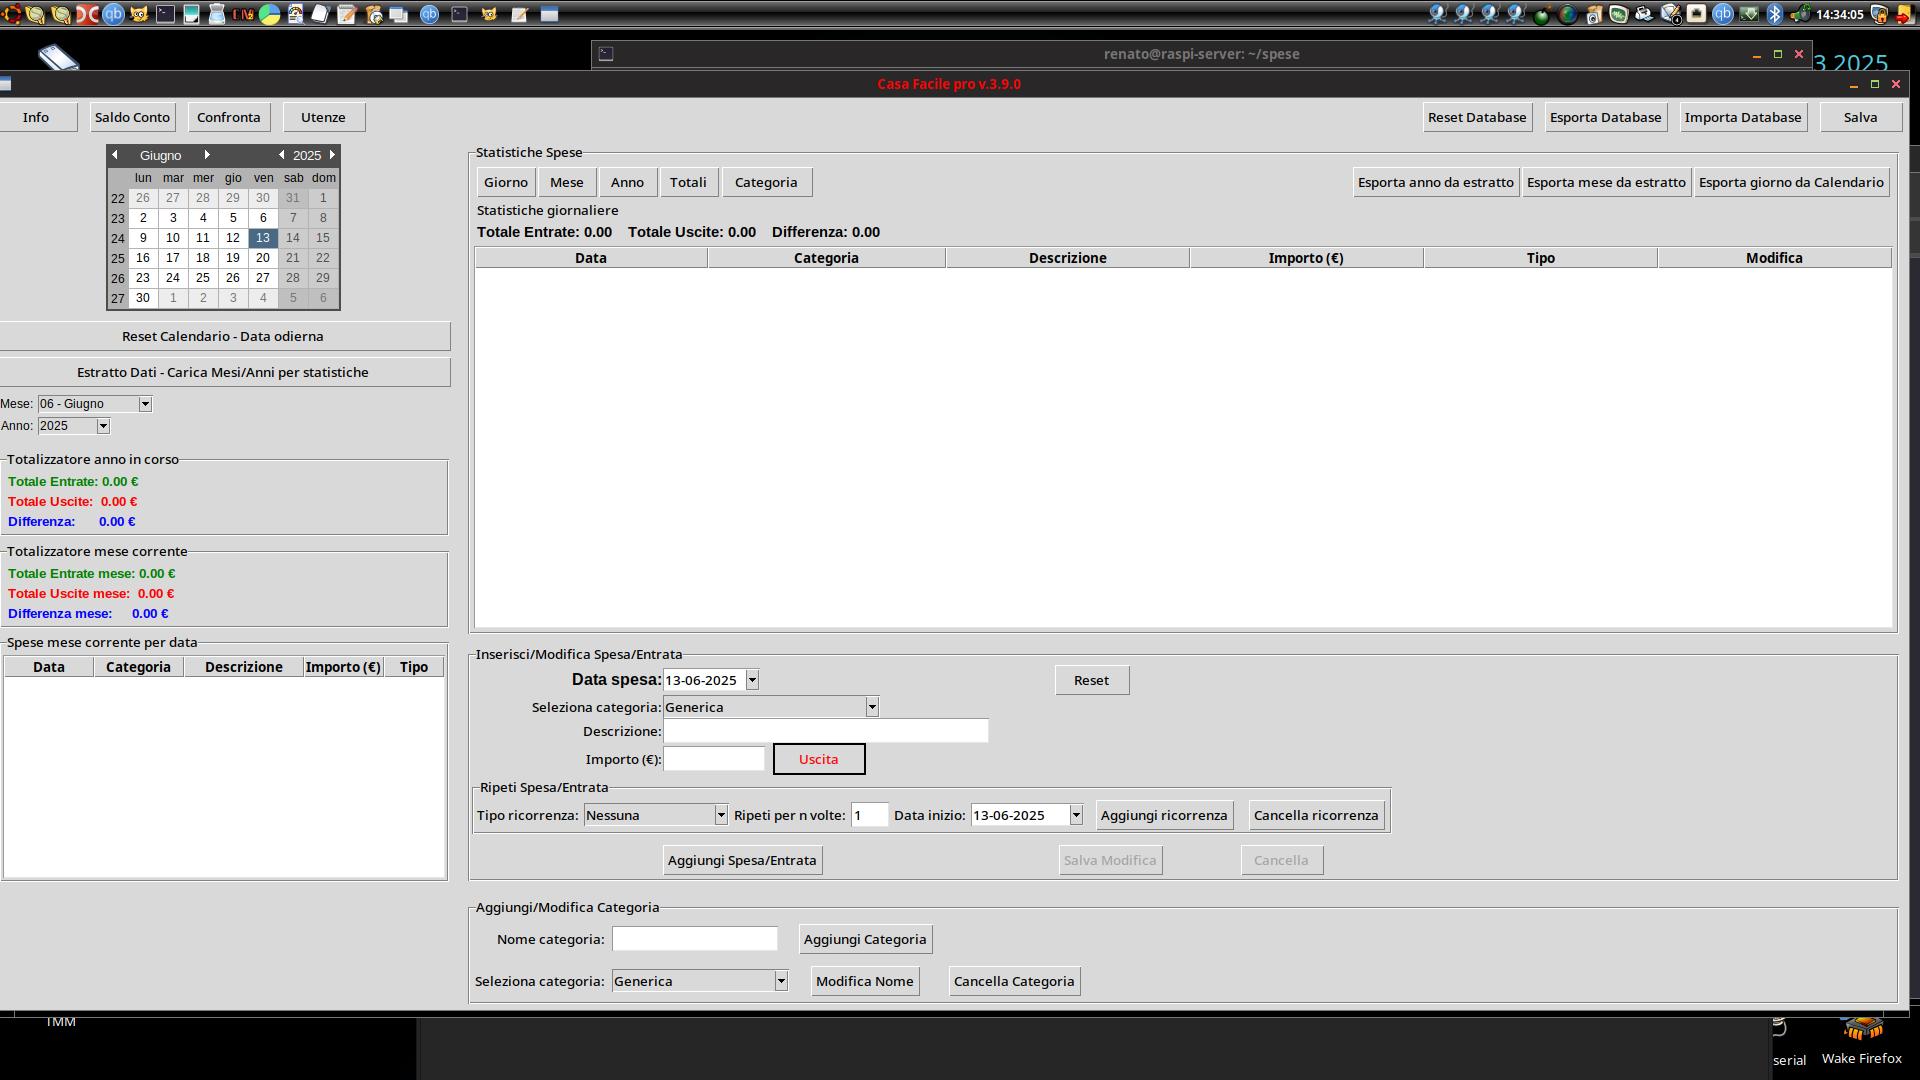 14:34:05
renato@raspi-server: ~/spese
3 2025
Casa Facile pro v.3.9.0
Info Saldo Conto Confronta Utenze Reset Database Esporta Database Importa Database Salva
Giugno 2025
lun mar mer gio ven sab dom
22 26 27 28 29 30 31 1
23 2 3 4 5 6 7 8
24 9 10 11 12 13 14 15
25 16 17 18 19 20 21 22
26 23 24 25 26 27 28 29
27 30 1 2 3 4 5 6
Reset Calendario - Data odierna
Estratto Dati - Carica Mesi/Anni per statistiche
Mese: 06 - Giugno
Anno: 2025
Totalizzatore anno in corso
Totale Entrate: 0.00 €
Totale Uscite: 0.00 €
Differenza: 0.00 €
Totalizzatore mese corrente
Totale Entrate mese: 0.00 €
Totale Uscite mese: 0.00 €
Differenza mese: 0.00 €
Spese mese corrente per data
Data Categoria Descrizione Importo (€) Tipo
Statistiche Spese
Giorno Mese Anno Totali Categoria Esporta anno da estratto Esporta mese da estratto Esporta giorno da Calendario
Statistiche giornaliere
Totale Entrate: 0.00 Totale Uscite: 0.00 Differenza: 0.00
Data Categoria Descrizione Importo (€) Tipo Modifica
Inserisci/Modifica Spesa/Entrata
Data spesa: 13-06-2025 Reset
Seleziona categoria: Generica
Descrizione:
Importo (€): Uscita
Ripeti Spesa/Entrata
Tipo ricorrenza: Nessuna Ripeti per n volte: 1 Data inizio: 13-06-2025 Aggiungi ricorrenza Cancella ricorrenza
Aggiungi Spesa/Entrata Salva Modifica Cancella
Aggiungi/Modifica Categoria
Nome categoria: Aggiungi Categoria
Seleziona categoria: Generica Modifica Nome Cancella Categoria
TMM
serial Wake Firefox